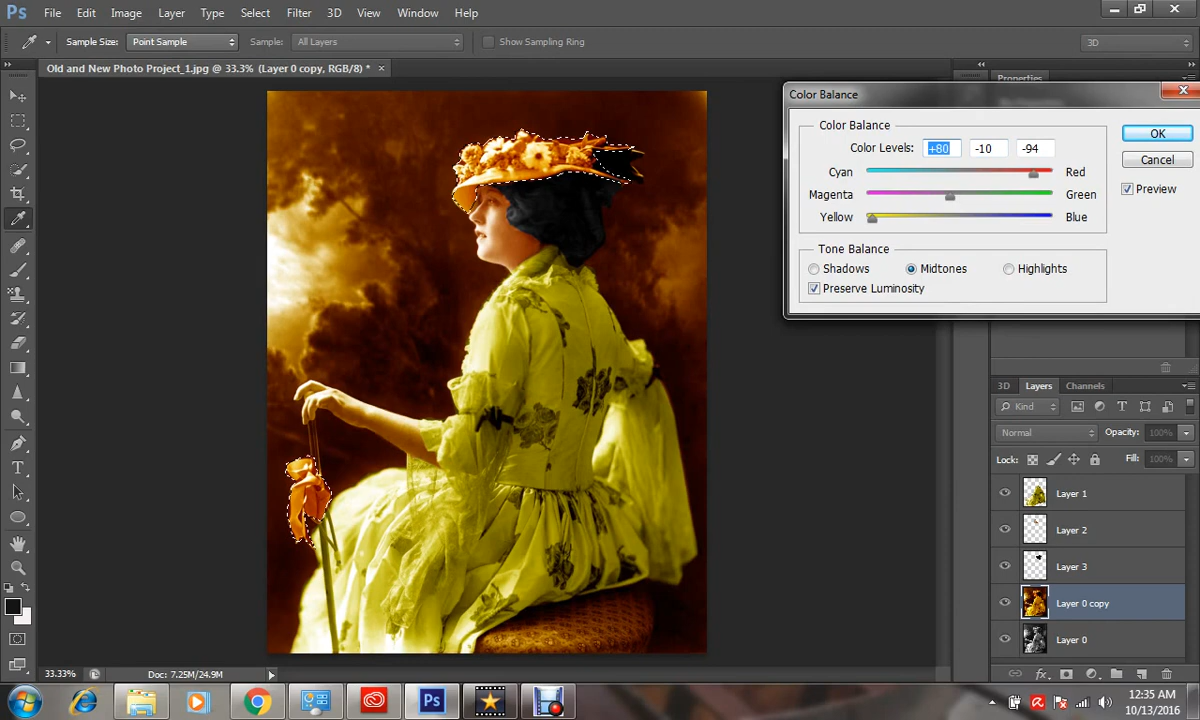 Ps File Edit Image Layer Type Select Filter 3D View Window Help
Sample Size: Point Sample Sample: All Layers Show Sampling Ring 3D
Old and New Photo Project_1.jpg @ 33.3% (Layer 0 copy, RGB/8) * ×
Properties
Color Balance
Color Balance
Color Levels: +80 -10 -94
OK
Cyan Red
Cancel
Magenta Green
Preview
Yellow Blue
Tone Balance
Shadows Midtones Highlights
Preserve Luminosity
3D Layers Channels
Kind
Normal Opacity: 100%
Lock: Fill: 100%
Layer 1
Layer 2
Layer 3
Layer 0 copy
Layer 0
T
33.33% Doc: 7.25M/24.9M
fx
Ps
12:35 AM
10/13/2016